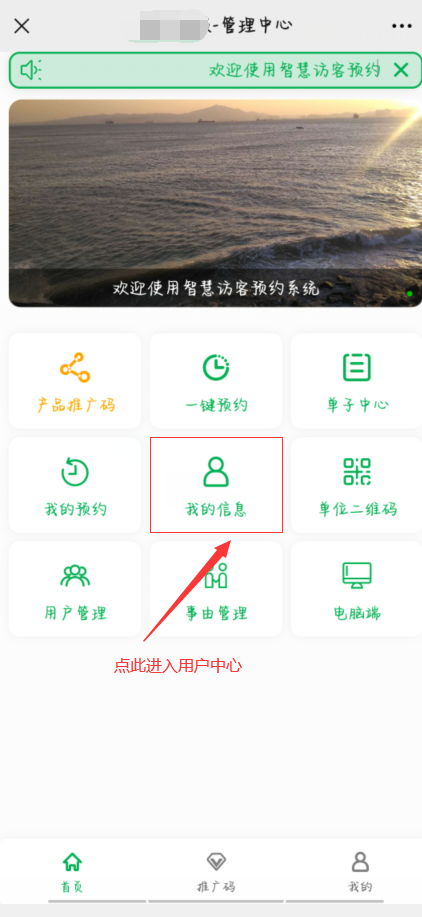 -管理中心
欢迎使用智慧访客预约
欢迎使用智慧访客预约系统
产品推广码
一键预约
单子中心
我的预约
我的信息
单位二维码
用户管理
事由管理
电脑端
点此进入用户中心
首页
推广码
我的